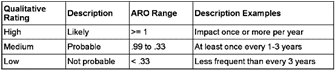 Qualitative Rating Description ARO Range Description Examples
High Likely >= 1 Impact once or more per year
Medium Probable .99 to .33 At least once every 1-3 years
Low Not probable < .33 Less frequent than every 3 years